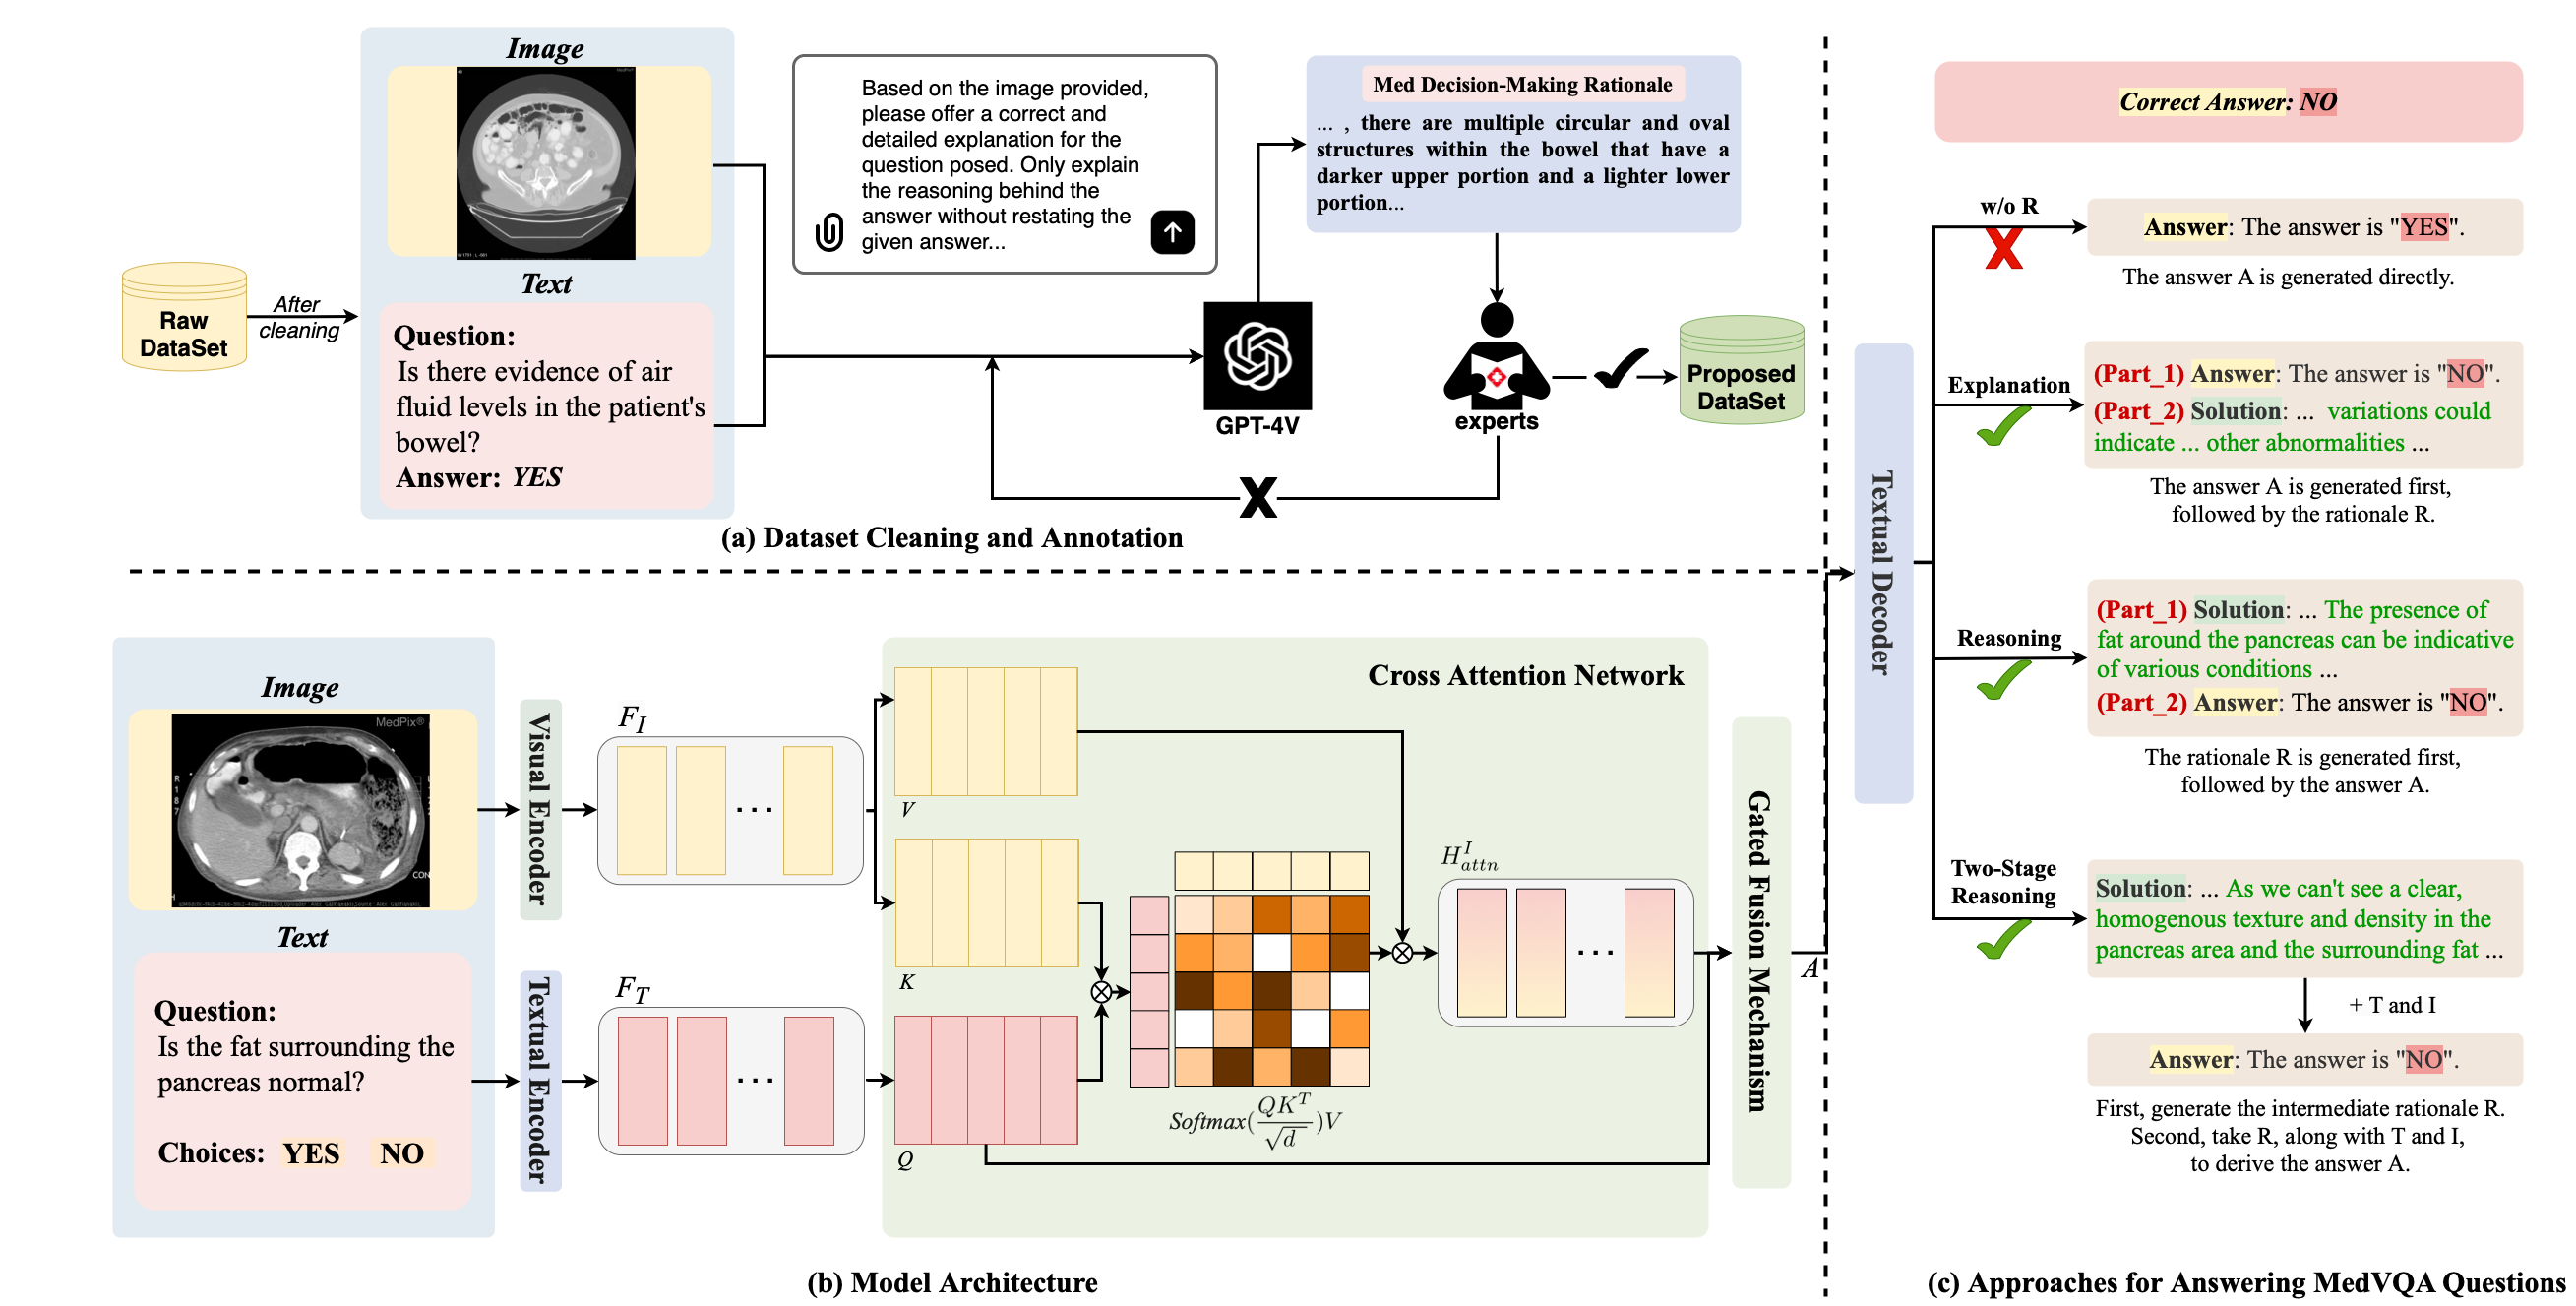 Image
Text
Raw
DataSet
After
cleaning
Question:
Is there evidence of air
fluid levels in the patient's
bowel?
Answer: YES
Based on the image provided,
please offer a correct and
detailed explanation for the
question posed. Only explain
the reasoning behind the
answer without restating the
given answer...
GPT-4V
Med Decision-Making Rationale
... , there are multiple circular and oval
structures within the bowel that have a
darker upper portion and a lighter lower
portion...
experts
Proposed
DataSet
X
(a) Dataset Cleaning and Annotation
Image
MedPix®
Text
Question:
Is the fat surrounding the
pancreas normal?
Choices: YES NO
Visual Encoder
Textual Encoder
F_I
F_T
Cross Attention Network
V
K
Q
Softmax(QK^T/√d)V
H^I_attn
Gated Fusion Mechanism
A
(b) Model Architecture
Textual Decoder
Correct Answer: NO
w/o R
X
Answer: The answer is "YES".
The answer A is generated directly.
Explanation
(Part_1) Answer: The answer is "NO".
(Part_2) Solution: ... variations could
indicate ... other abnormalities ...
The answer A is generated first,
followed by the rationale R.
Reasoning
(Part_1) Solution: ... The presence of
fat around the pancreas can be indicative
of various conditions ...
(Part_2) Answer: The answer is "NO".
The rationale R is generated first,
followed by the answer A.
Two-Stage
Reasoning
Solution: ... As we can't see a clear,
homogenous texture and density in the
pancreas area and the surrounding fat ...
+ T and I
Answer: The answer is "NO".
First, generate the intermediate rationale R.
Second, take R, along with T and I,
to derive the answer A.
(c) Approaches for Answering MedVQA Questions